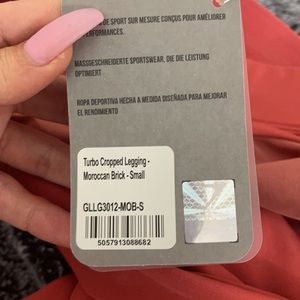 DE SPORT SUR MESURE CONÇUS POUR AMÉLIORER
PERFORMANCES.
MASSGESCHNEIDERTE SPORTSWEAR, DIE DIE LEISTUNG
OPTIMIERT
ROPA DEPORTIVA HECHA A MEDIDA DISEÑADA PARA MEJORAR
EL RENDIMIENTO
Turbo Cropped Legging -
Moroccan Brick - Small
GLLG3012-MOB-S
5057913088682